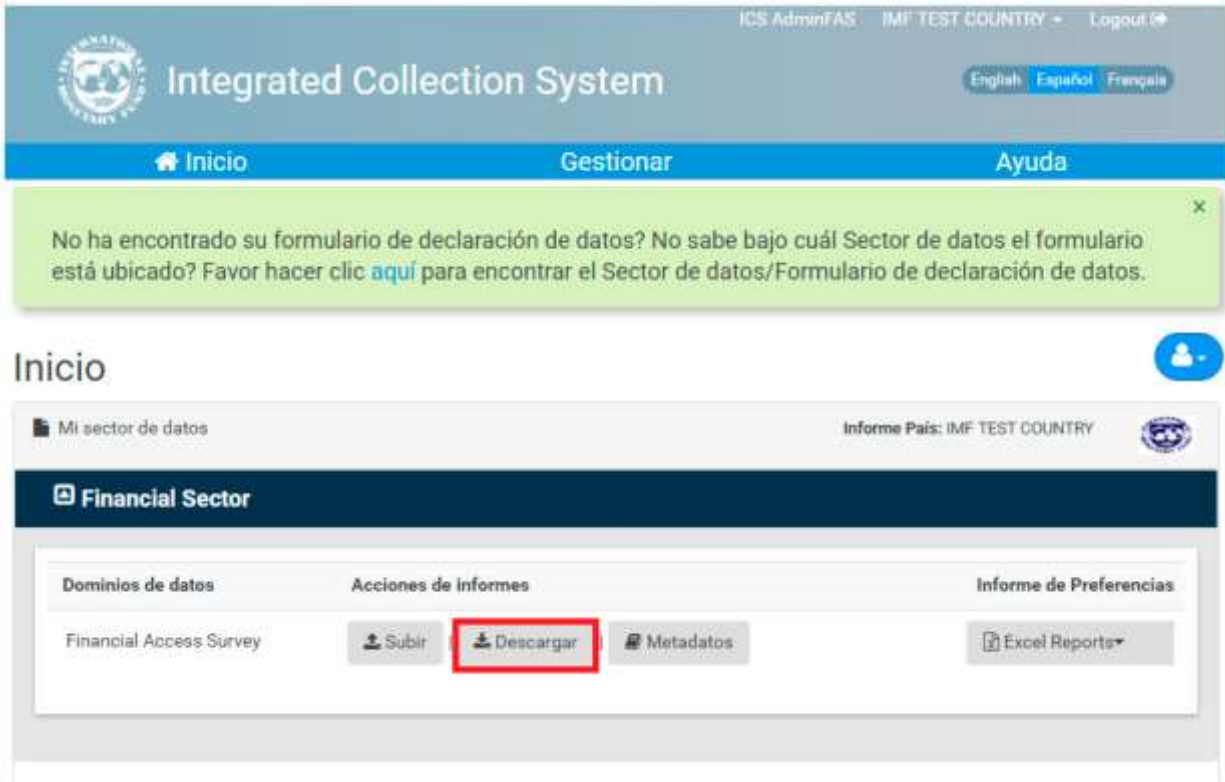 ICS AdminFAS IMF TEST COUNTRY Logout
INTERNATIONAL MONETARY FUND
Integrated Collection System
English Español Français
Inicio Gestionar Ayuda
×
No ha encontrado su formulario de declaración de datos? No sabe bajo cuál Sector de datos el formulario
está ubicado? Favor hacer clic aquí para encontrar el Sector de datos/Formulario de declaración de datos.
Inicio
Mi sector de datos Informe País: IMF TEST COUNTRY
Financial Sector
Dominios de datos Acciones de informes Informe de Preferencias
Financial Access Survey Subir | Descargar | Metadatos Excel Reports